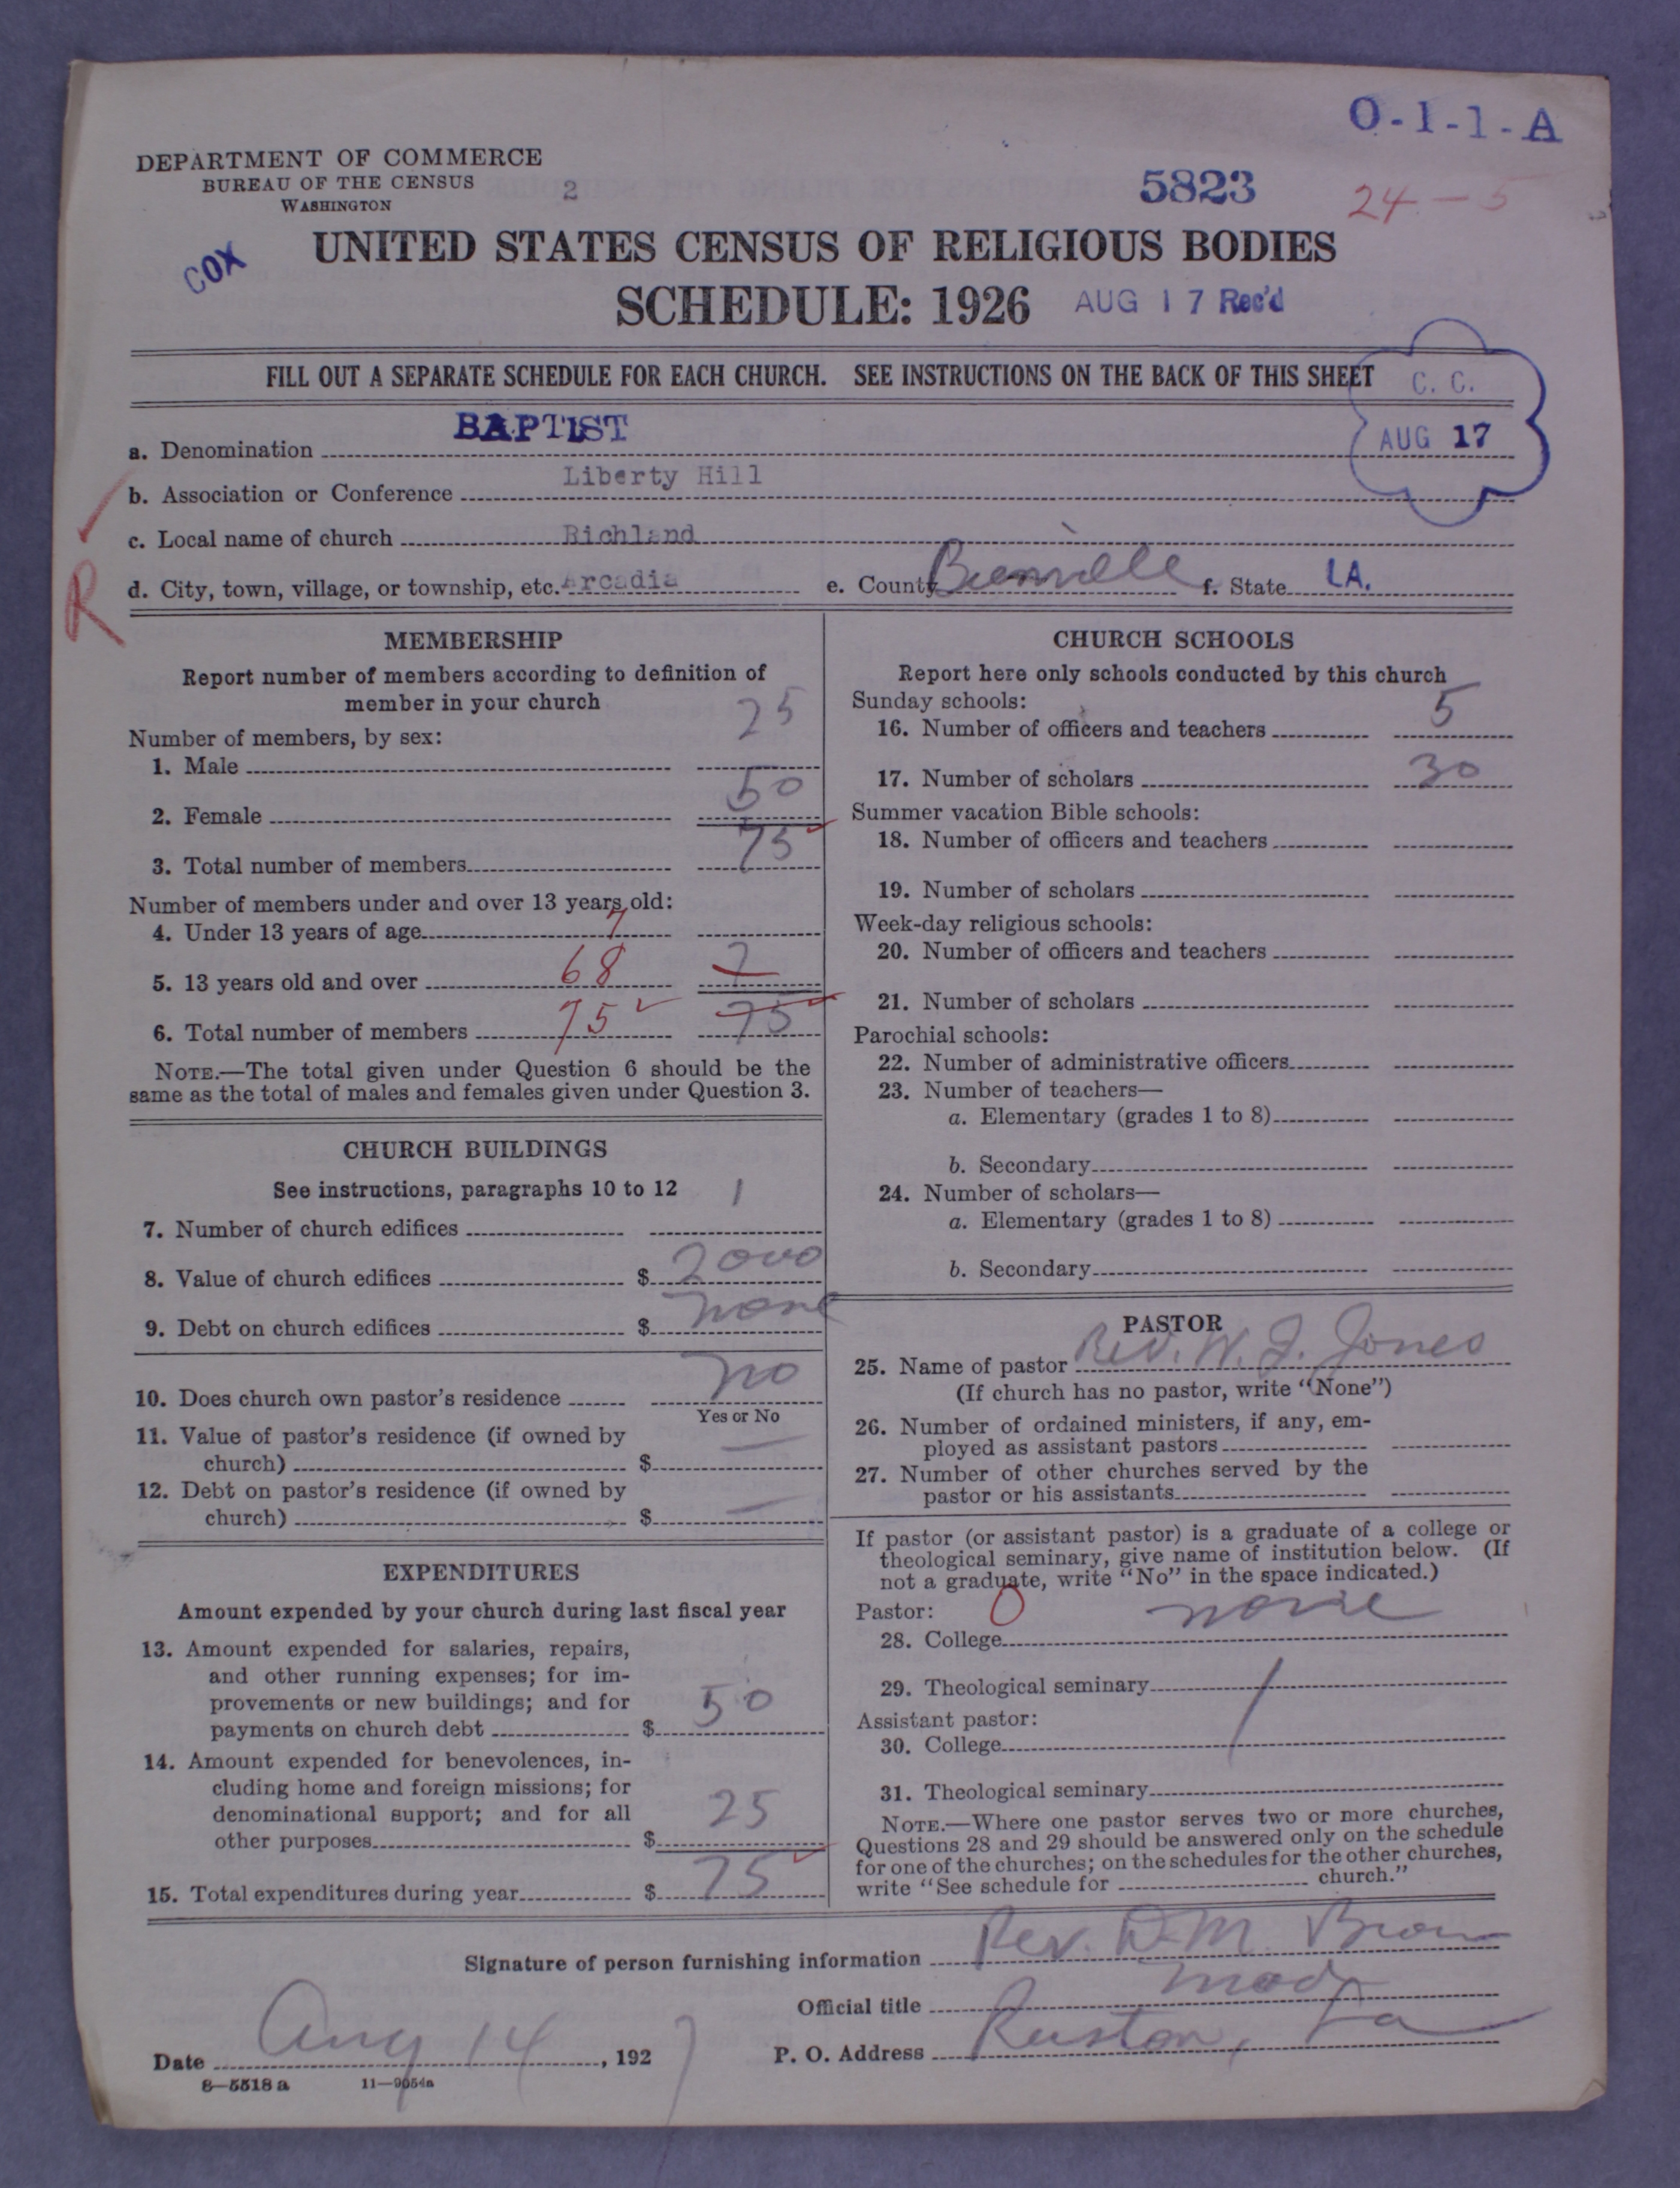 O-1-1-A
DEPARTMENT OF COMMERCE
BUREAU OF THE CENSUS
WASHINGTON
2
5823
24-5
COX
UNITED STATES CENSUS OF RELIGIOUS BODIES
SCHEDULE: 1926
AUG 17 Rec'd
FILL OUT A SEPARATE SCHEDULE FOR EACH CHURCH. SEE INSTRUCTIONS ON THE BACK OF THIS SHEET
C. C.
AUG 17
a. Denomination BAPTIST
b. Association or Conference Liberty Hill
c. Local name of church Richland
R
d. City, town, village, or township, etc. Arcadia e. County Bienville f. State LA.
MEMBERSHIP
Report number of members according to definition of
member in your church
Number of members, by sex:
1. Male 25
2. Female 50
3. Total number of members 75
Number of members under and over 13 years old:
4. Under 13 years of age 7
5. 13 years old and over 68 7
6. Total number of members 75 75
NOTE.—The total given under Question 6 should be the
same as the total of males and females given under Question 3.
CHURCH BUILDINGS
See instructions, paragraphs 10 to 12
7. Number of church edifices 1
8. Value of church edifices $ 2000
9. Debt on church edifices $ none
10. Does church own pastor's residence no
Yes or No
11. Value of pastor's residence (if owned by
church) $ —
12. Debt on pastor's residence (if owned by
church) $ —
EXPENDITURES
Amount expended by your church during last fiscal year
13. Amount expended for salaries, repairs,
and other running expenses; for im-
provements or new buildings; and for
payments on church debt $ 50
14. Amount expended for benevolences, in-
cluding home and foreign missions; for
denominational support; and for all
other purposes $ 25
15. Total expenditures during year $ 75
CHURCH SCHOOLS
Report here only schools conducted by this church
Sunday schools:
16. Number of officers and teachers 5
17. Number of scholars 30
Summer vacation Bible schools:
18. Number of officers and teachers
19. Number of scholars
Week-day religious schools:
20. Number of officers and teachers
21. Number of scholars
Parochial schools:
22. Number of administrative officers
23. Number of teachers—
a. Elementary (grades 1 to 8)
b. Secondary
24. Number of scholars—
a. Elementary (grades 1 to 8)
b. Secondary
PASTOR
25. Name of pastor Rev. W. J. Jones
(If church has no pastor, write "None")
26. Number of ordained ministers, if any, em-
ployed as assistant pastors
27. Number of other churches served by the
pastor or his assistants
If pastor (or assistant pastor) is a graduate of a college or
theological seminary, give name of institution below. (If
not a graduate, write "No" in the space indicated.)
Pastor: 0
28. College none
29. Theological seminary
Assistant pastor:
30. College
31. Theological seminary
NOTE.—Where one pastor serves two or more churches,
Questions 28 and 29 should be answered only on the schedule
for one of the churches; on the schedules for the other churches,
write "See schedule for church."
Signature of person furnishing information Rev. D. M. Brown
Official title mod
Date Aug 14, 1927 P. O. Address Ruston, La
8—5518 a 11—9054a